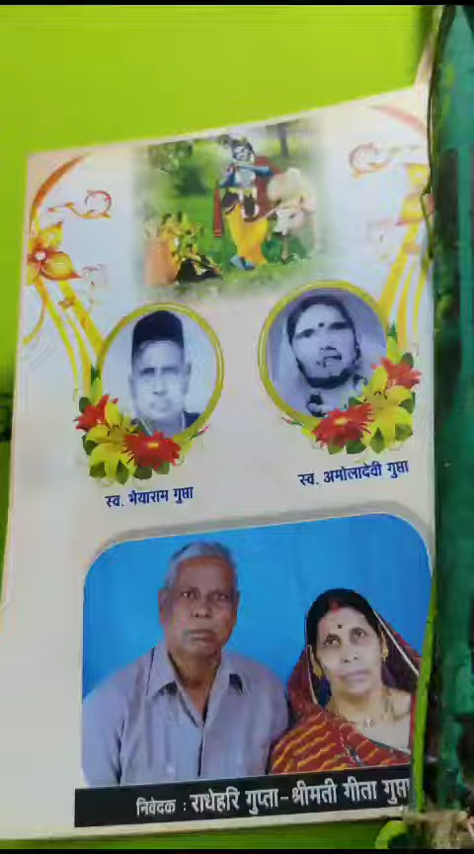 स्व. भैयाराम गुप्ता
स्व. अमोलादेवी गुप्ता
निवेदक : राधेहरि गुप्ता-श्रीमती गीता गुप्ता